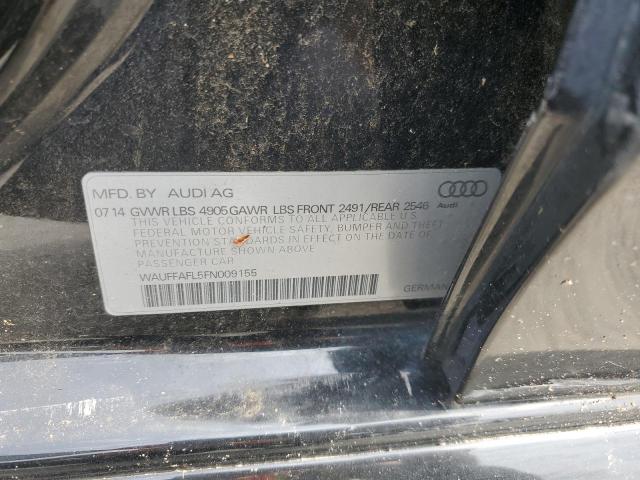 MFD. BY AUDI AG
07 14 GVWR LBS 4905 GAWR LBS FRONT 2491/REAR 2546
Audi
THIS VEHICLE CONFORMS TO ALL APPLICABLE U.S.
FEDERAL MOTOR VEHICLE SAFETY, BUMPER AND THEFT
PREVENTION STANDARDS IN EFFECT ON THE DATE OF
MANUFACTURE SHOWN ABOVE
PASSENGER CAR
WAUFFAFL5FN009155
GERMAN